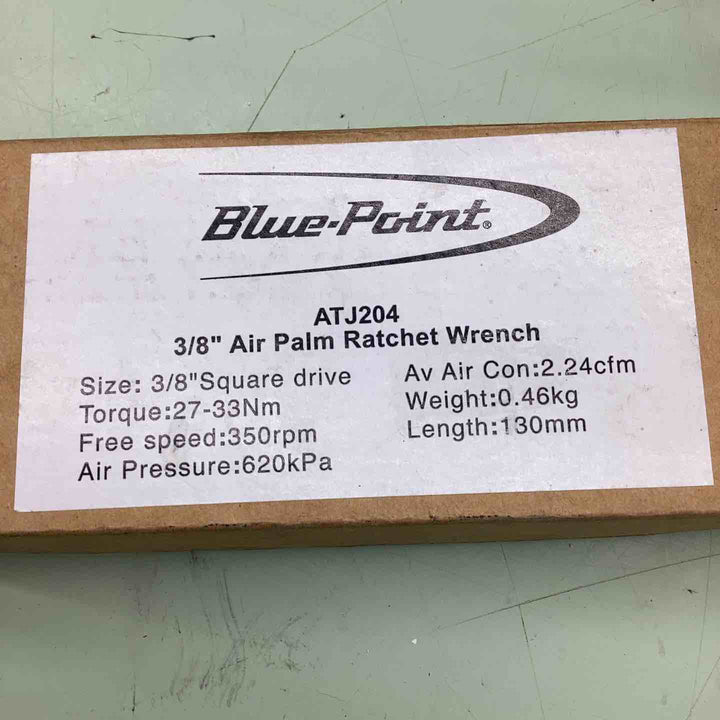 Blue-Point®
ATJ204
3/8" Air Palm Ratchet Wrench
Size: 3/8"Square drive
Torque:27-33Nm
Free speed:350rpm
Air Pressure:620kPa
Av Air Con:2.24cfm
Weight:0.46kg
Length:130mm